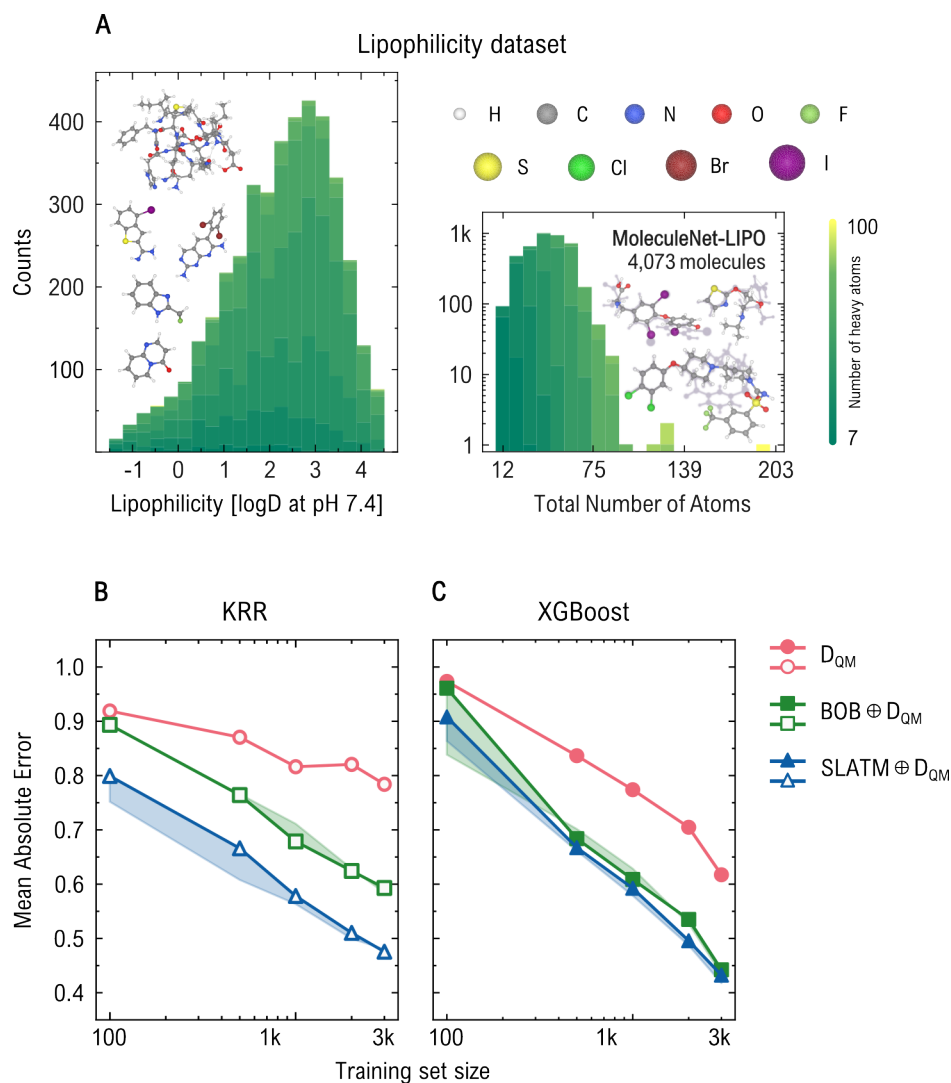 A
Lipophilicity dataset
H C N O F
S Cl Br I
400
300
200
100
Counts
-1 0 1 2 3 4
Lipophilicity [logD at pH 7.4]
MoleculeNet-LIPO
4,073 molecules
1k
100
10
1
12 75 139 203
Total Number of Atoms
100
Number of heavy atoms
7
B
KRR
C
XGBoost
1.0
0.9
0.8
0.7
0.6
0.5
0.4
Mean Absolute Error
100 1k 3k
100 1k 3k
Training set size
D_QM
BOB ⊕ D_QM
SLATM ⊕ D_QM